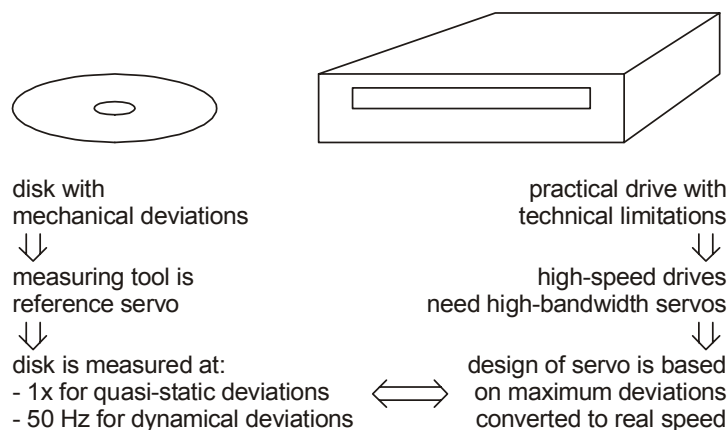 disk with
mechanical deviations
measuring tool is
reference servo
disk is measured at:
- 1x for quasi-static deviations
- 50 Hz for dynamical deviations
practical drive with
technical limitations
high-speed drives
need high-bandwidth servos
design of servo is based
on maximum deviations
converted to real speed